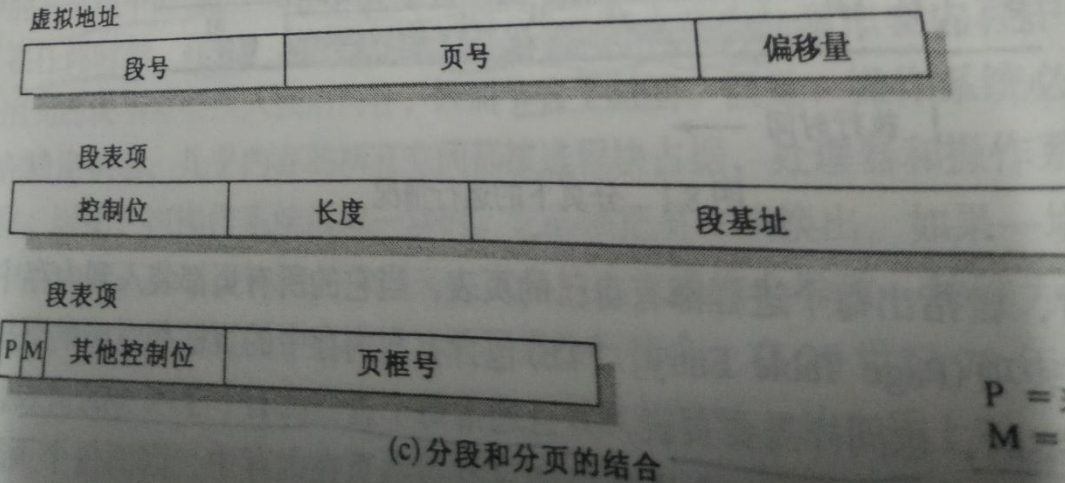 虚拟地址
段号 页号 偏移量
段表项
控制位 长度 段基址
段表项
P M 其他控制位 页框号
P =
M =
(c)分段和分页的结合